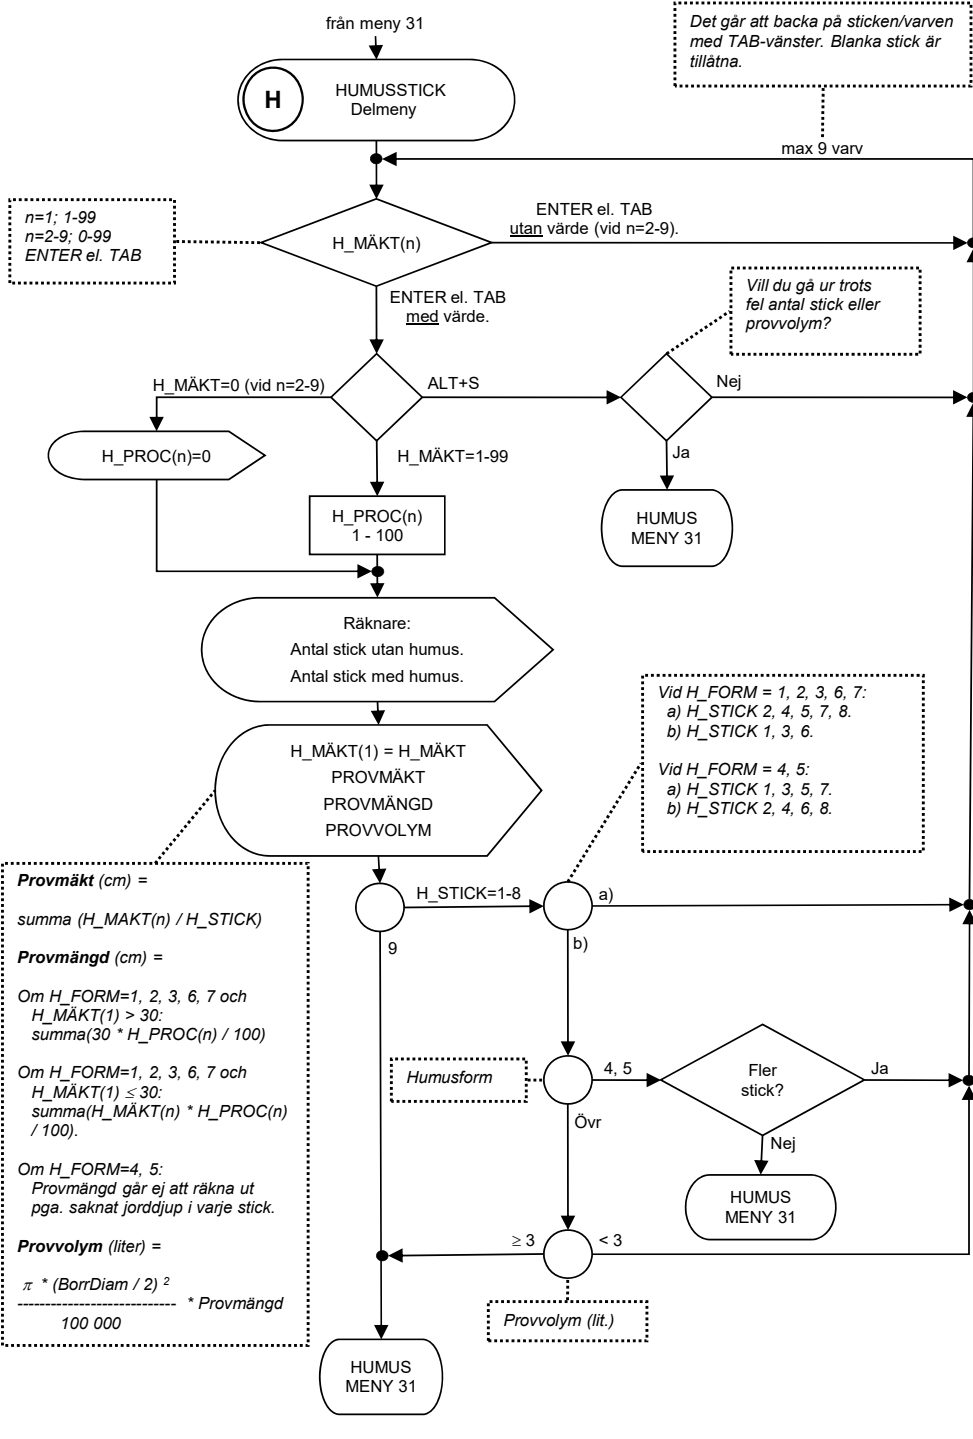 från meny 31
Det går att backa på sticken/varven
med TAB-vänster. Blanka stick är
tillåtna.
H
HUMUSSTICK
Delmeny
max 9 varv
n=1; 1-99
n=2-9; 0-99
ENTER el. TAB
H_MÄKT(n)
ENTER el. TAB
utan värde (vid n=2-9).
ENTER el. TAB
med värde.
Vill du gå ur trots
fel antal stick eller
provvolym?
H_MÄKT=0 (vid n=2-9)
ALT+S
Nej
H_PROC(n)=0
H_MÄKT=1-99
Ja
H_PROC(n)
1 - 100
HUMUS
MENY 31
Räknare:
Antal stick utan humus.
Antal stick med humus.
Vid H_FORM = 1, 2, 3, 6, 7:
a) H_STICK 2, 4, 5, 7, 8.
b) H_STICK 1, 3, 6.
Vid H_FORM = 4, 5:
a) H_STICK 1, 3, 5, 7.
b) H_STICK 2, 4, 6, 8.
H_MÄKT(1) = H_MÄKT
PROVMÄKT
PROVMÄNGD
PROVVOLYM
H_STICK=1-8
a)
b)
9
Provmäkt (cm) =
summa (H_MAKT(n) / H_STICK)
Provmängd (cm) =
Om H_FORM=1, 2, 3, 6, 7 och
H_MÄKT(1) > 30:
summa(30 * H_PROC(n) / 100)
Om H_FORM=1, 2, 3, 6, 7 och
H_MÄKT(1) ≤ 30:
summa(H_MÄKT(n) * H_PROC(n)
/ 100).
Om H_FORM=4, 5:
Provmängd går ej att räkna ut
pga. saknat jorddjup i varje stick.
Provvolym (liter) =
π * (BorrDiam / 2) ²
----------------------------- * Provmängd
100 000
Humusform
4, 5
Fler
stick?
Ja
Övr
Nej
HUMUS
MENY 31
≥ 3
< 3
Provvolym (lit.)
HUMUS
MENY 31